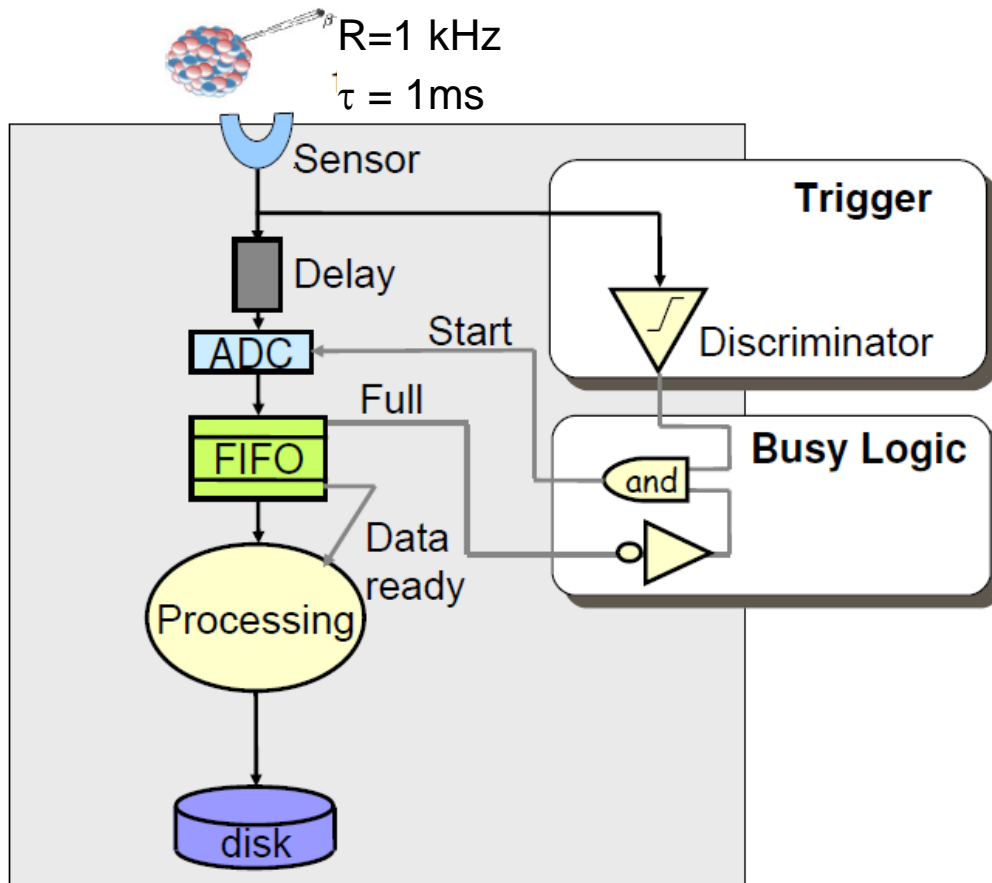 β
R=1 kHz
τ = 1ms
Sensor
Trigger
Delay
Start
Discriminator
ADC
Full
Busy Logic
FIFO
and
Data
ready
Processing
disk